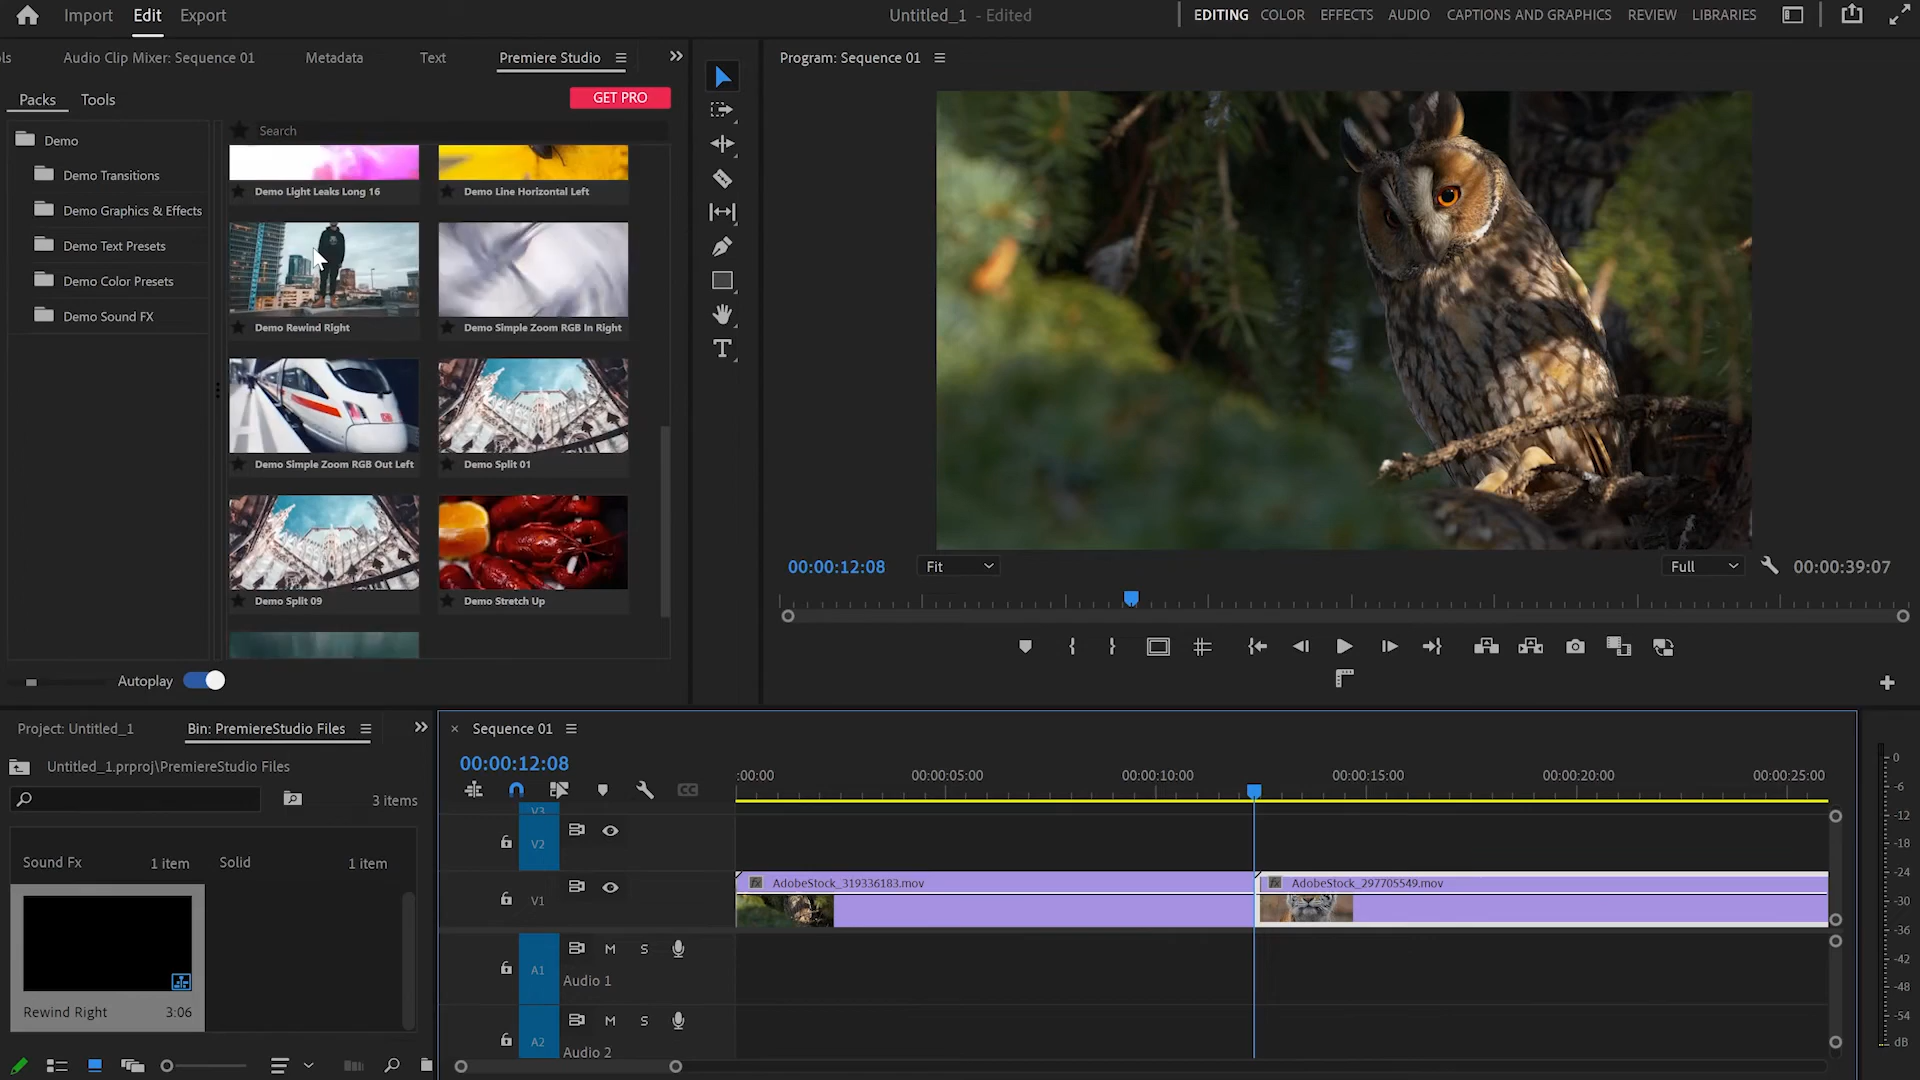 Import Edit Export
Untitled_1 - Edited
EDITING COLOR EFFECTS AUDIO CAPTIONS AND GRAPHICS REVIEW LIBRARIES
ls Audio Clip Mixer: Sequence 01 Metadata Text Premiere Studio
Program: Sequence 01
Packs Tools
GET PRO
Search
Demo
Demo Transitions
Demo Graphics & Effects
Demo Text Presets
Demo Color Presets
Demo Sound FX
Demo Light Leaks Long 16
Demo Line Horizontal Left
Demo Rewind Right
Demo Simple Zoom RGB In Right
Demo Simple Zoom RGB Out Left
Demo Split 01
Demo Split 09
Demo Stretch Up
Autoplay
00:00:12:08
Fit
Full
00:00:39:07
Project: Untitled_1 Bin: PremiereStudio Files
Untitled_1.prproj\PremiereStudio Files
3 items
Sound Fx 1 item
Solid 1 item
Rewind Right 3:06
× Sequence 01
00:00:12:08
CC
:00:00 00:00:05:00 00:00:10:00 00:00:15:00 00:00:20:00 00:00:25:00
V3
V2
V1
fx AdobeStock_319336183.mov
fx AdobeStock_297705549.mov
A1 M S
Audio 1
A2 M S
Audio 2
0
-6
-12
-18
-24
-30
-36
-42
-48
-54
dB